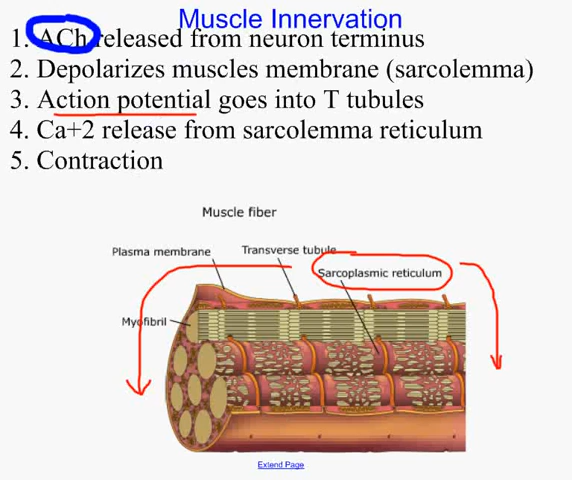 Muscle Innervation
1. ACh released from neuron terminus
2. Depolarizes muscles membrane (sarcolemma)
3. Action potential goes into T tubules
4. Ca+2 release from sarcolemma reticulum
5. Contraction
Muscle fiber
Plasma membrane
Transverse tubule
Sarcoplasmic reticulum
Myofibril
Extend Page